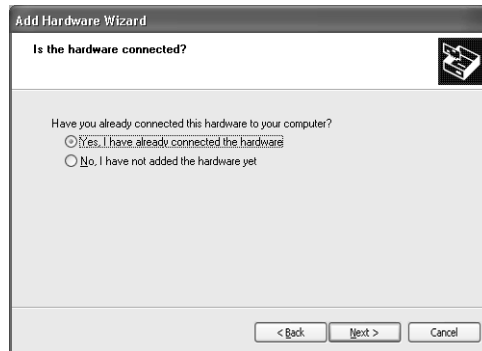 Add Hardware Wizard
Is the hardware connected?
Have you already connected this hardware to your computer?
Yes, I have already connected the hardware
No, I have not added the hardware yet
< Back
Next >
Cancel